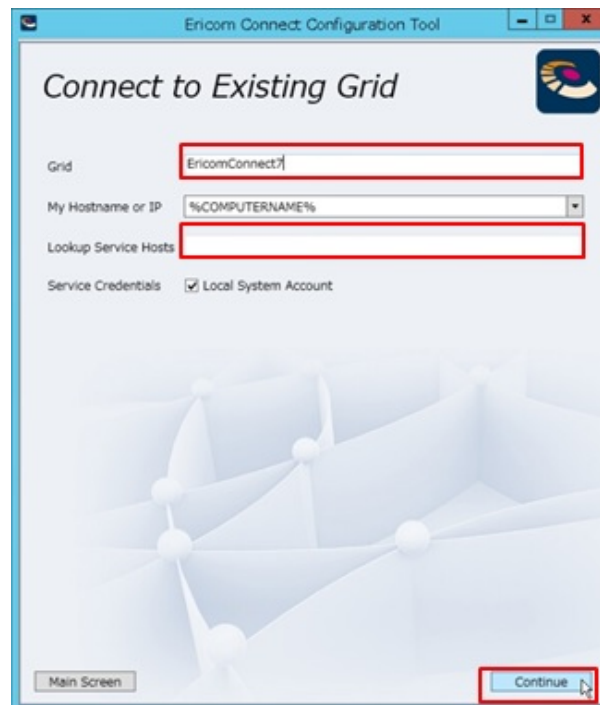 Ericom Connect Configuration Tool
Connect to Existing Grid
Grid EricomConnect7
My Hostname or IP %COMPUTERNAME%
Lookup Service Hosts
Service Credentials Local System Account
Main Screen Continue